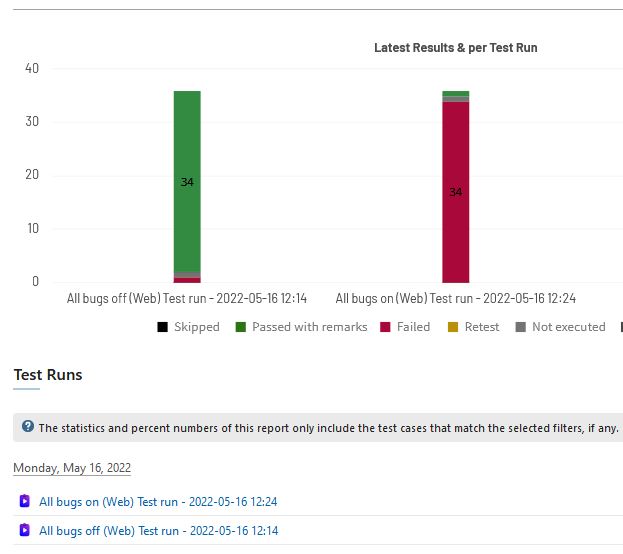 Latest Results & per Test Run
40
30
20
10
0
34
34
All bugs off (Web) Test run - 2022-05-16 12:14
All bugs on (Web) Test run - 2022-05-16 12:24
Skipped
Passed with remarks
Failed
Retest
Not executed
Test Runs
? The statistics and percent numbers of this report only include the test cases that match the selected filters, if any.
Monday, May 16, 2022
All bugs on (Web) Test run - 2022-05-16 12:24
All bugs off (Web) Test run - 2022-05-16 12:14